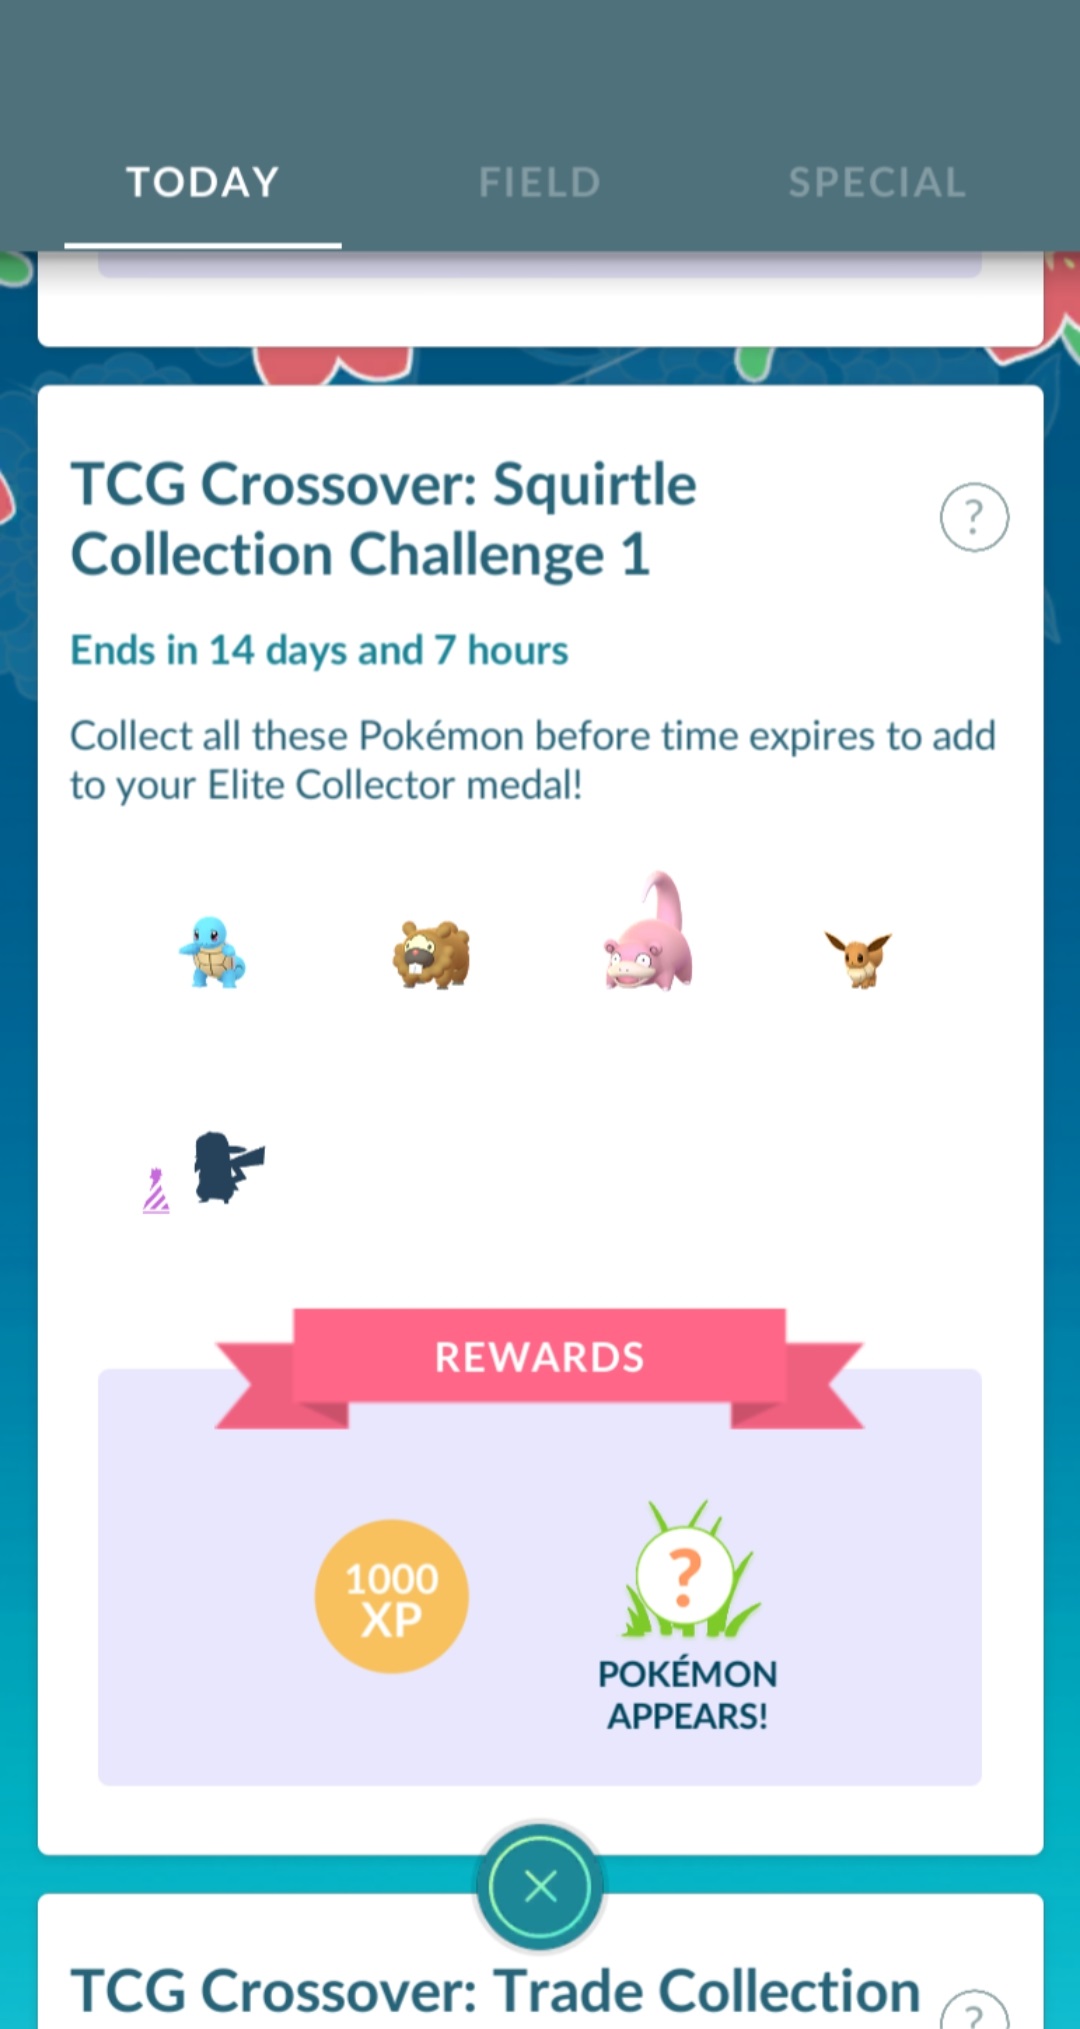 TODAY
FIELD
SPECIAL
TCG Crossover: Squirtle
Collection Challenge 1
?
Ends in 14 days and 7 hours
Collect all these Pokémon before time expires to add
to your Elite Collector medal!
REWARDS
1000
XP
?
POKÉMON
APPEARS!
TCG Crossover: Trade Collection
?